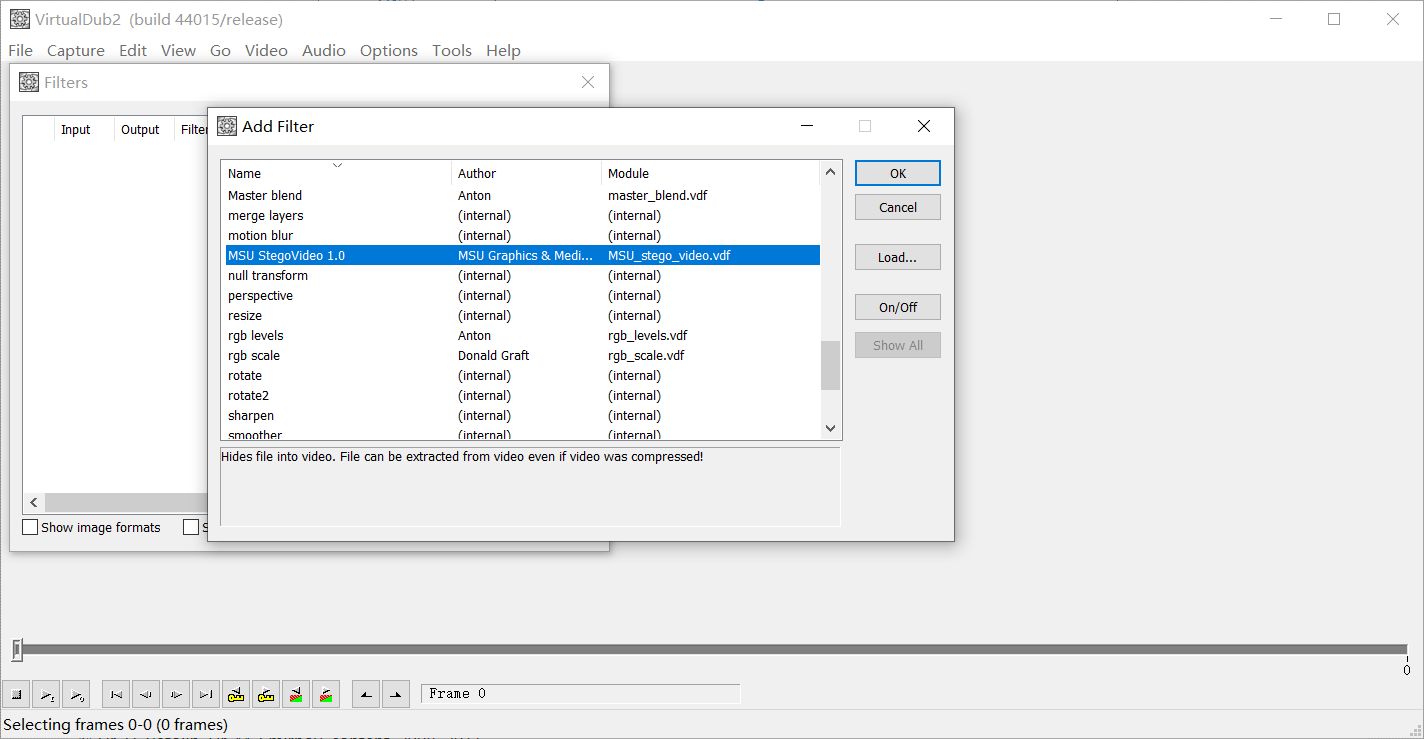 VirtualDub2 (build 44015/release)
File Capture Edit View Go Video Audio Options Tools Help
Filters
Input Output Filter
Add Filter
Name Author Module
Master blend Anton master_blend.vdf
merge layers (internal) (internal)
motion blur (internal) (internal)
MSU StegoVideo 1.0 MSU Graphics & Medi... MSU_stego_video.vdf
null transform (internal) (internal)
perspective (internal) (internal)
resize (internal) (internal)
rgb levels Anton rgb_levels.vdf
rgb scale Donald Graft rgb_scale.vdf
rotate (internal) (internal)
rotate2 (internal) (internal)
sharpen (internal) (internal)
smoother (internal) (internal)
OK
Cancel
Load...
On/Off
Show All
Hides file into video. File can be extracted from video even if video was compressed!
Show image formats S
0
Frame 0
Selecting frames 0-0 (0 frames)